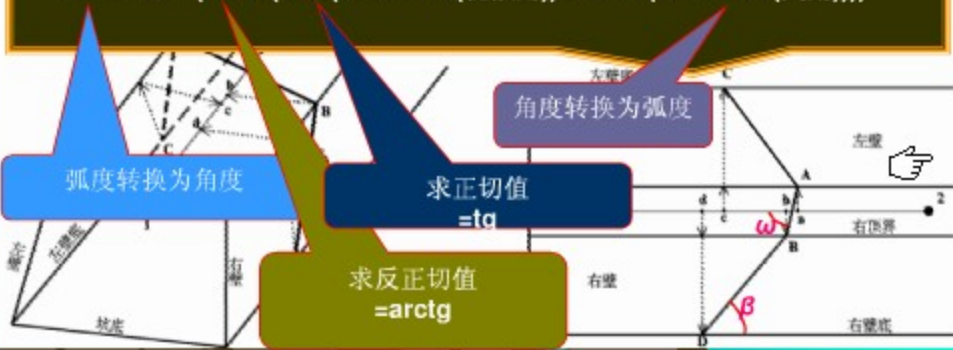 左壁底
C
角度转换为弧度
B
b
c
a
C
左壁
弧度转换为角度
求正切值
=tg
A
d
b
2
c
a
1
ω
右顶界
B
左壁底
右壁
求反正切值
=arctg
右壁
β
坑底
右壁底
D